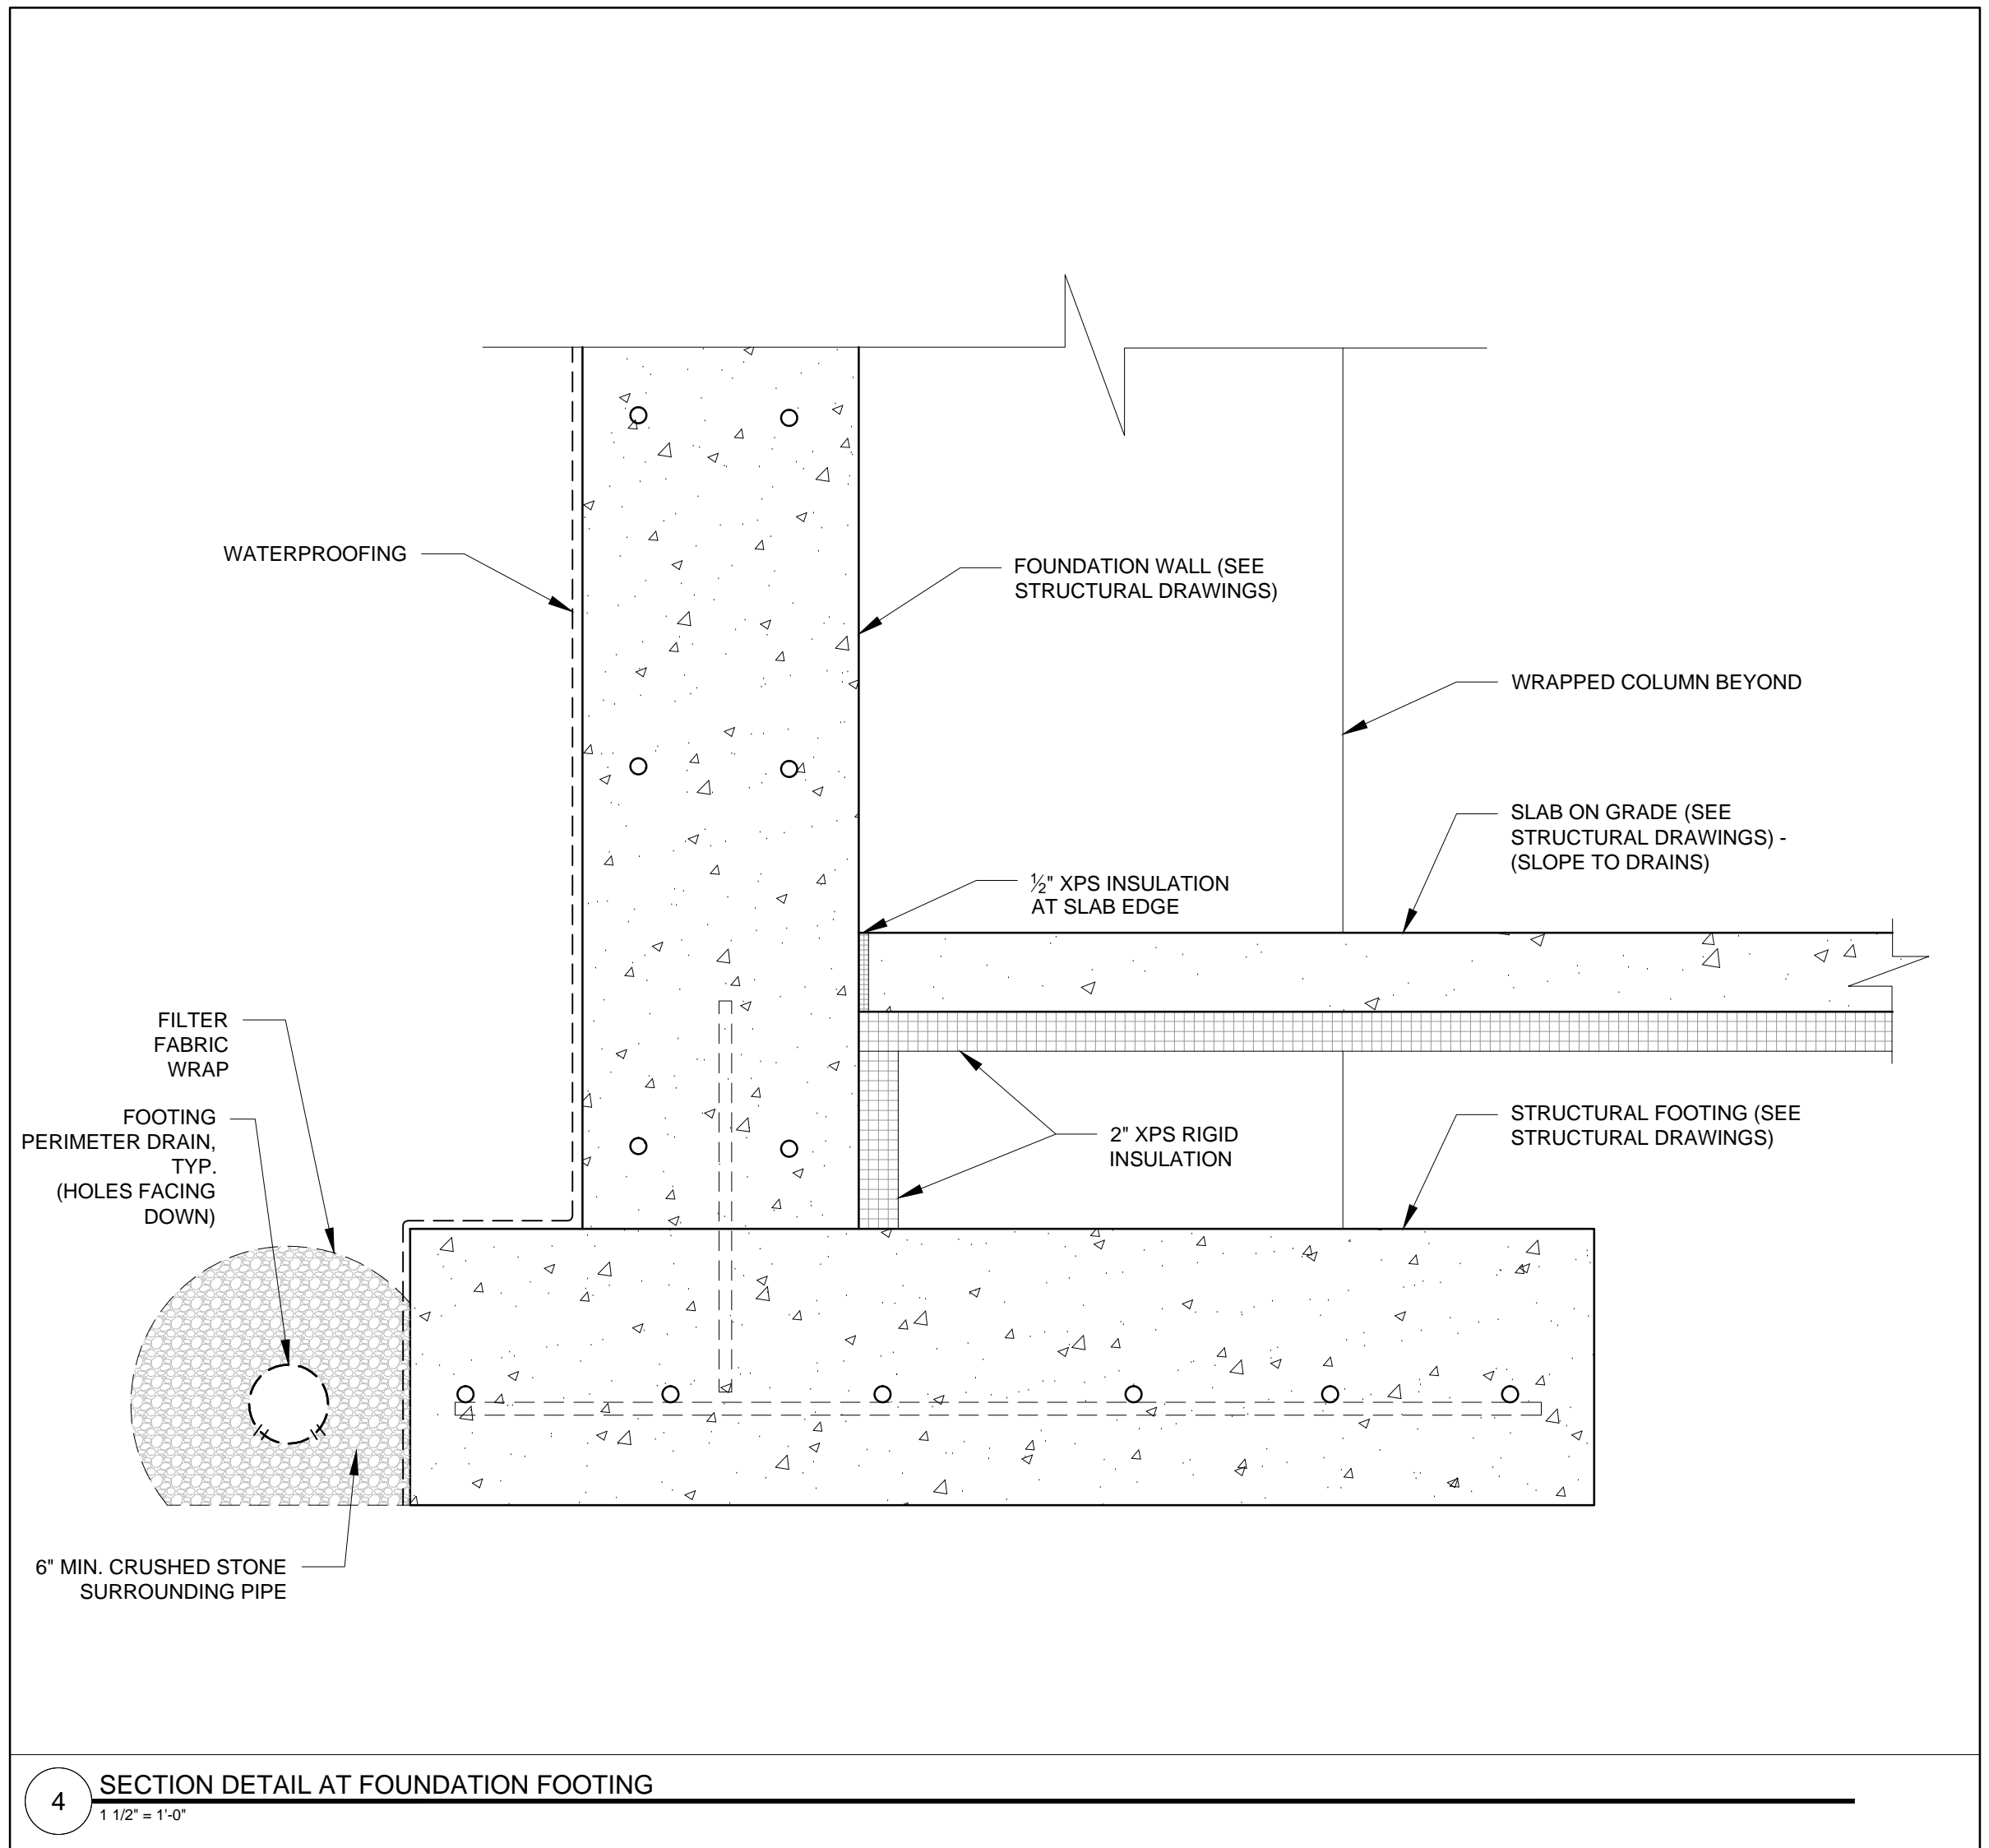 WATERPROOFING
FOUNDATION WALL (SEE
STRUCTURAL DRAWINGS)
WRAPPED COLUMN BEYOND
SLAB ON GRADE (SEE
STRUCTURAL DRAWINGS) -
(SLOPE TO DRAINS)
½" XPS INSULATION
AT SLAB EDGE
FILTER
FABRIC
WRAP
FOOTING
PERIMETER DRAIN,
TYP.
(HOLES FACING
DOWN)
2" XPS RIGID
INSULATION
STRUCTURAL FOOTING (SEE
STRUCTURAL DRAWINGS)
6" MIN. CRUSHED STONE
SURROUNDING PIPE
4
SECTION DETAIL AT FOUNDATION FOOTING
1 1/2" = 1'-0"